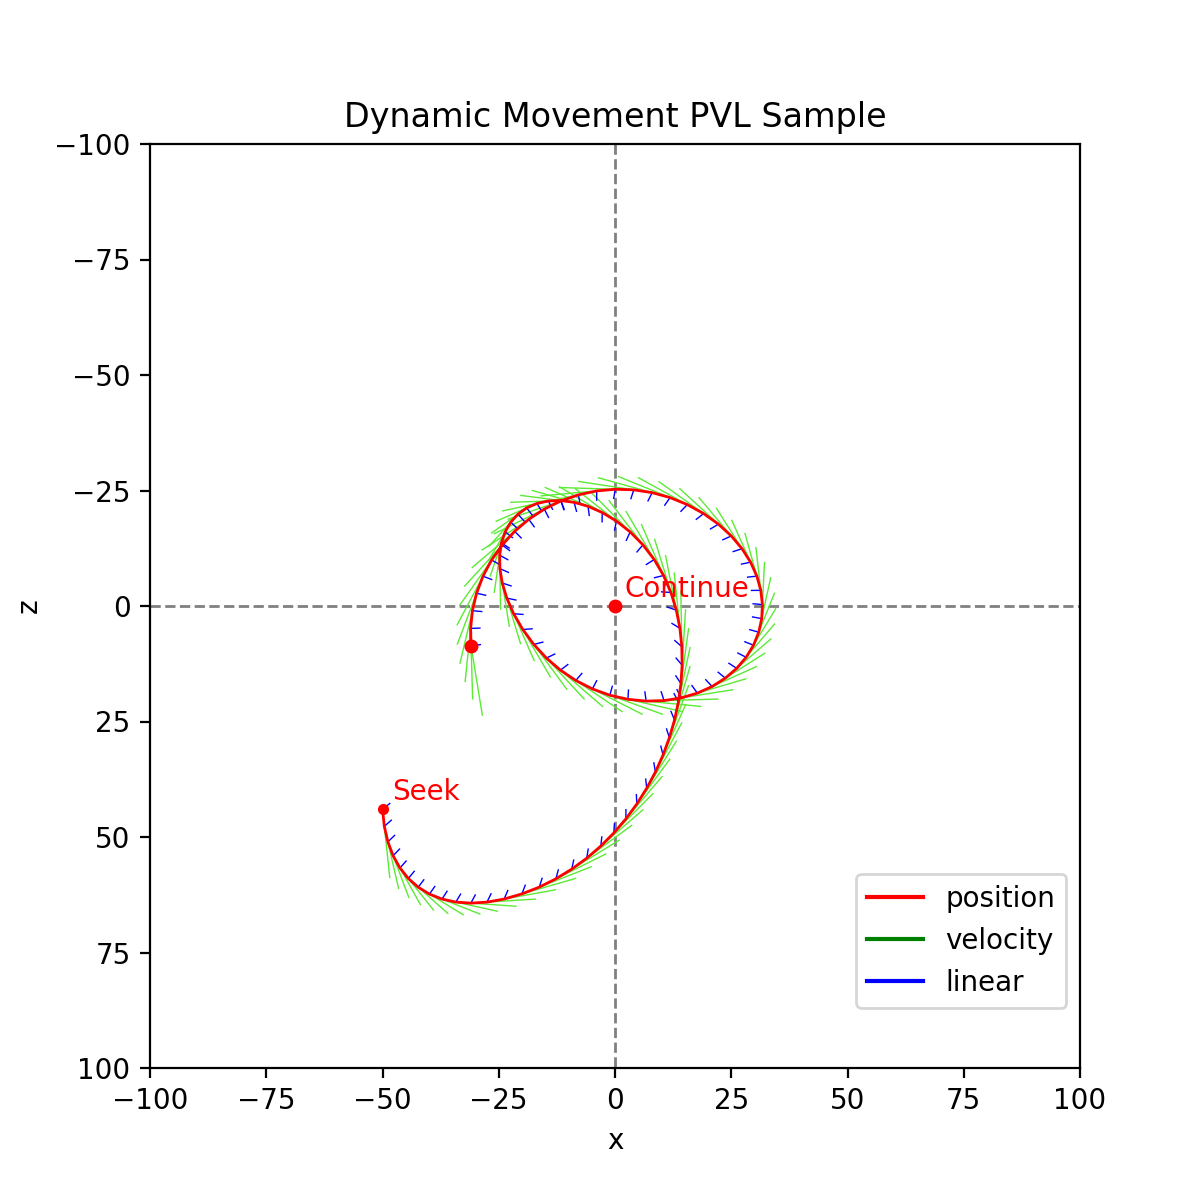 Dynamic Movement PVL Sample
−100
−75
−50
−25
0
25
50
75
100
z
Continue
Seek
position
velocity
linear
−100 −75 −50 −25 0 25 50 75 100
x